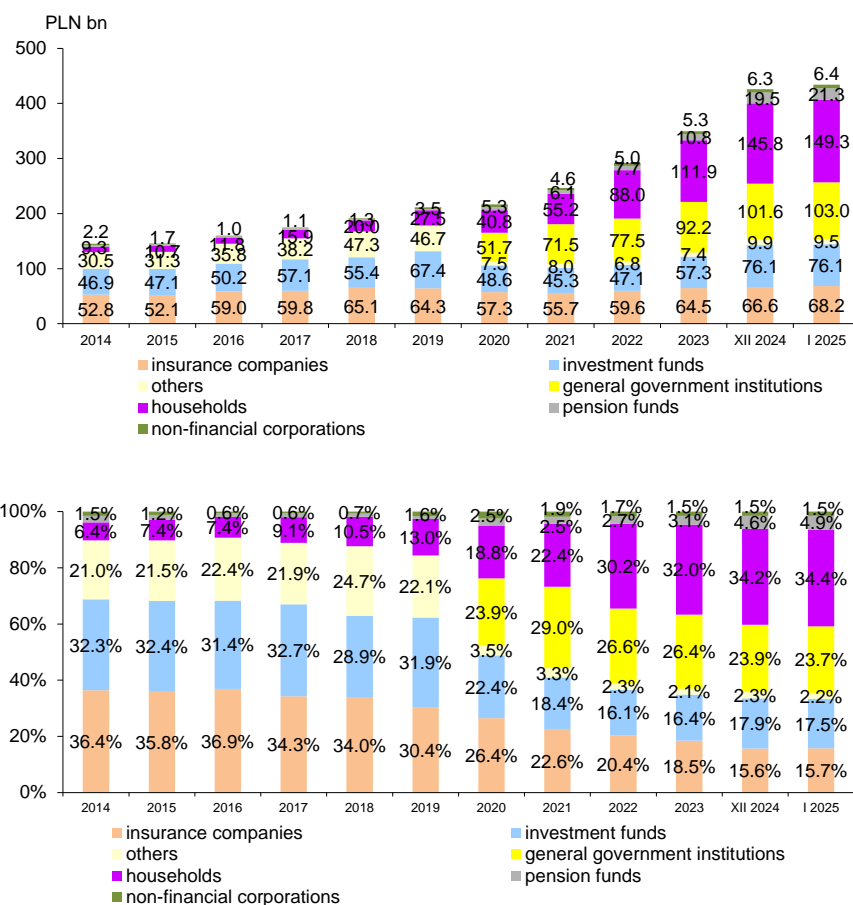 PLN bn
500
400
300
200
100
0
2.2 1.7 1.0 1.1 1.3 3.5 5.3 4.6 5.0 5.3 6.3 6.4
7.5 6.1 7.7 10.8 19.5 21.3
9.3 10.7 11.8 15.9 20.0 27.5 40.8 55.2 88.0 111.9 145.8 149.3
51.7 71.5 77.5 92.2 101.6 103.0
30.5 31.3 35.8 38.2 47.3 46.7 8.0 6.8 7.4 9.9 9.5
46.9 47.1 50.2 57.1 55.4 67.4 48.6 45.3 47.1 57.3 76.1 76.1
52.8 52.1 59.0 59.8 65.1 64.3 57.3 55.7 59.6 64.5 66.6 68.2
2014 2015 2016 2017 2018 2019 2020 2021 2022 2023 XII 2024 I 2025
insurance companies investment funds
others general government institutions
households pension funds
non-financial corporations
100%
80%
60%
40%
20%
0%
1.5% 1.2% 0.6% 0.6% 0.7% 1.6% 2.5% 1.9% 1.7% 1.5% 1.5% 1.5%
2.5% 2.7% 3.1% 4.6% 4.9%
6.4% 7.4% 7.4% 9.1% 10.5% 13.0% 18.8% 22.4% 30.2% 32.0% 34.2% 34.4%
23.9% 29.0% 26.6% 26.4% 23.9% 23.7%
21.0% 21.5% 22.4% 21.9% 24.7% 22.1% 3.5% 3.3% 2.3% 2.1% 2.3% 2.2%
32.3% 32.4% 31.4% 32.7% 28.9% 31.9% 22.4% 18.4% 16.1% 16.4% 17.9% 17.5%
36.4% 35.8% 36.9% 34.3% 34.0% 30.4% 26.4% 22.6% 20.4% 18.5% 15.6% 15.7%
2014 2015 2016 2017 2018 2019 2020 2021 2022 2023 XII 2024 I 2025
insurance companies investment funds
others general government institutions
households pension funds
non-financial corporations